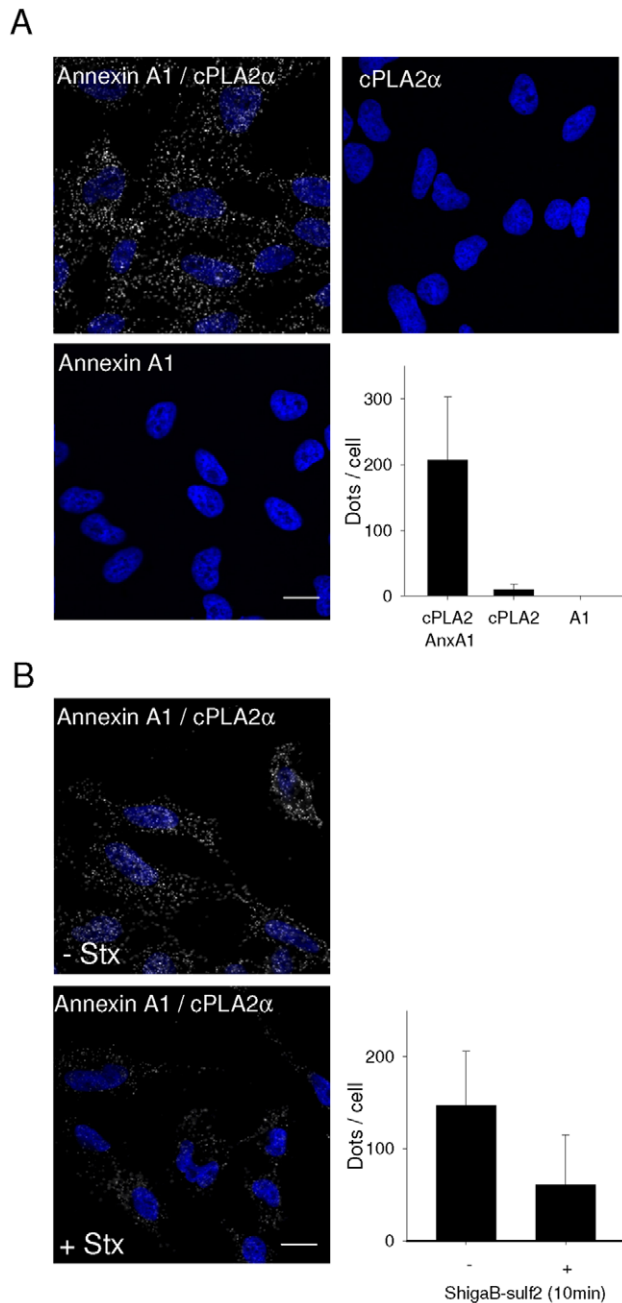 A
Annexin A1 / cPLA2α
cPLA2α
Annexin A1
300
200
100
0
Dots / cell
cPLA2 cPLA2 A1
AnxA1
B
Annexin A1 / cPLA2α
- Stx
Annexin A1 / cPLA2α
+ Stx
200
100
0
Dots / cell
- +
ShigaB-sulf2 (10min)